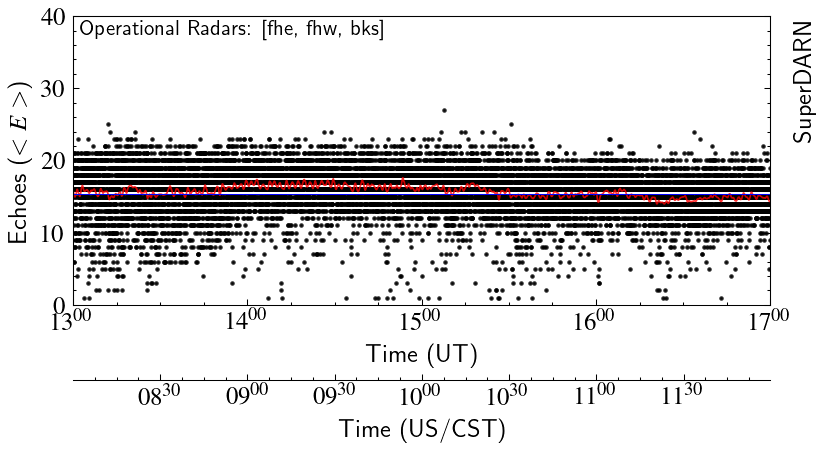 Operational Radars: [fhe, fhw, bks]
SuperDARN
Echoes (< E >)
40
30
20
10
0
13^00 14^00 15^00 16^00 17^00
Time (UT)
08^30 09^00 09^30 10^00 10^30 11^00 11^30
Time (US/CST)